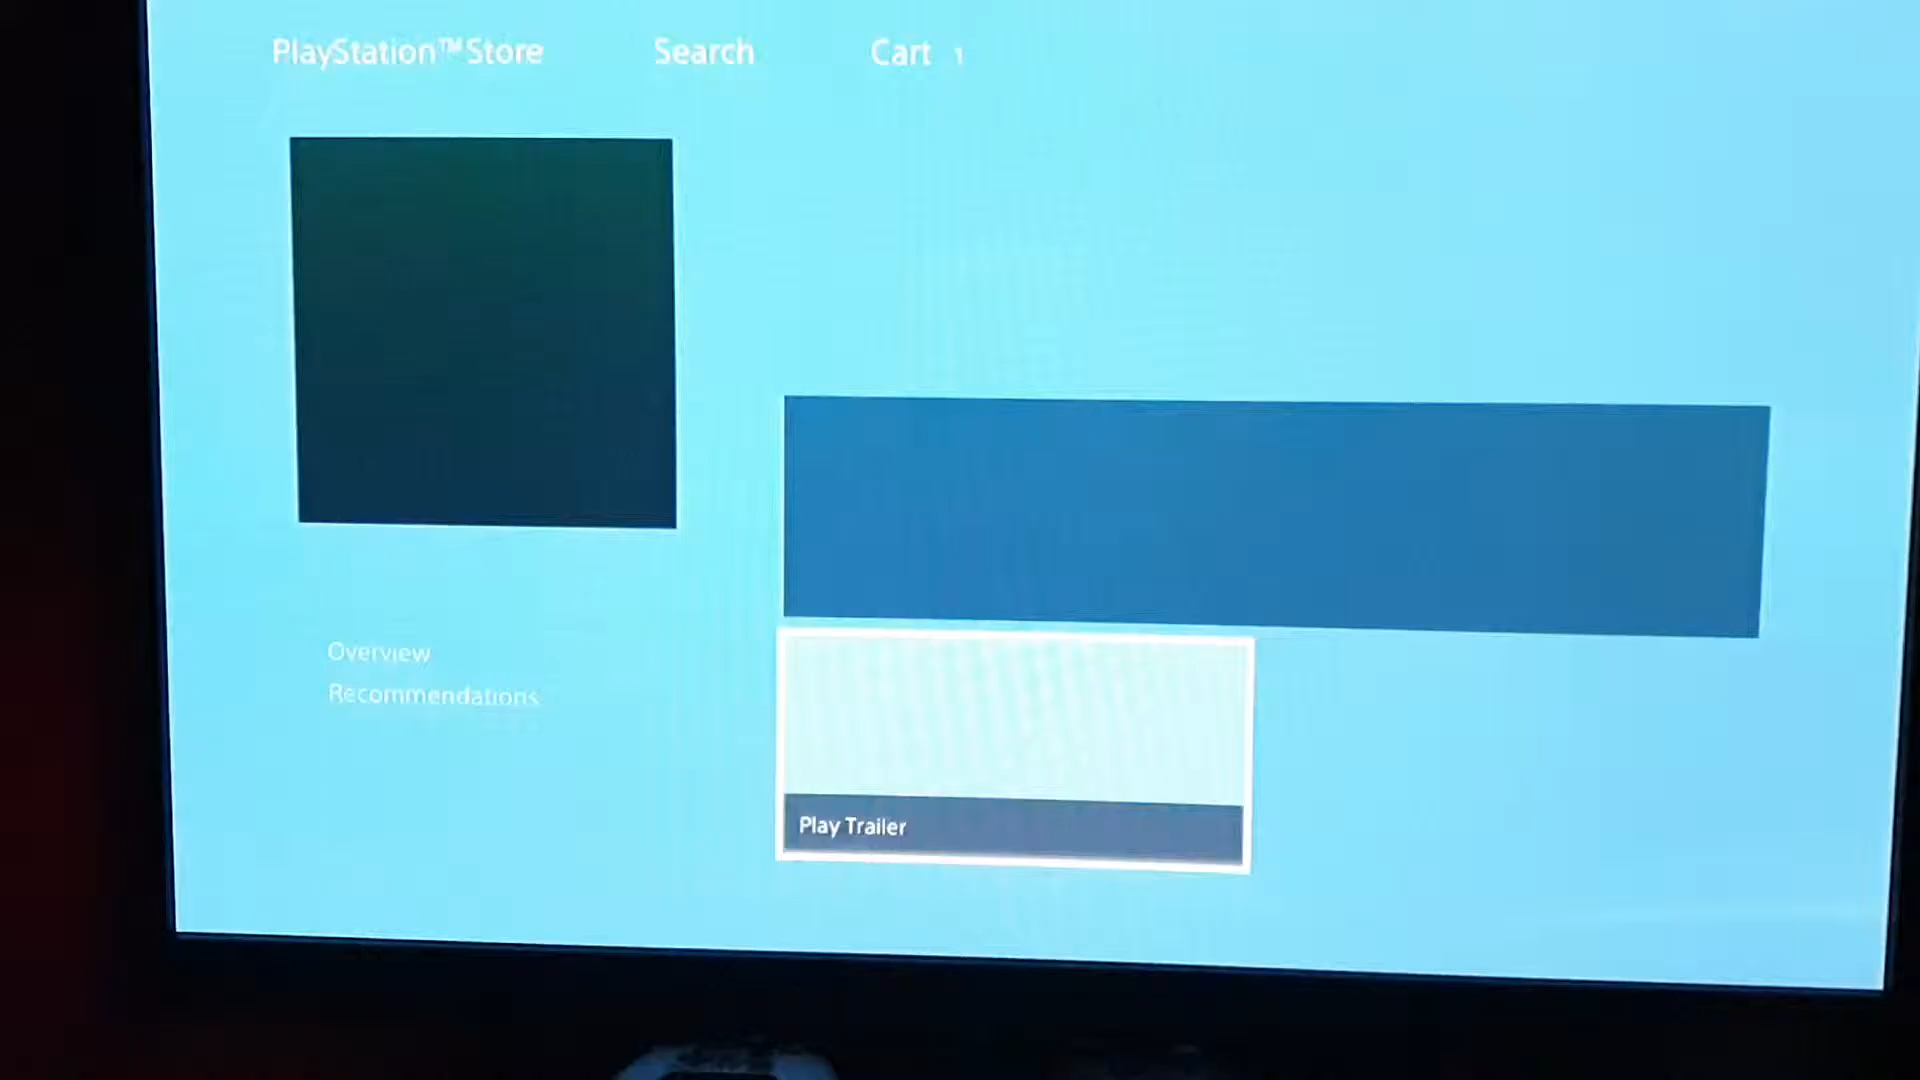 PlayStation™Store Search Cart 1
Overview
Recommendations
Play Trailer